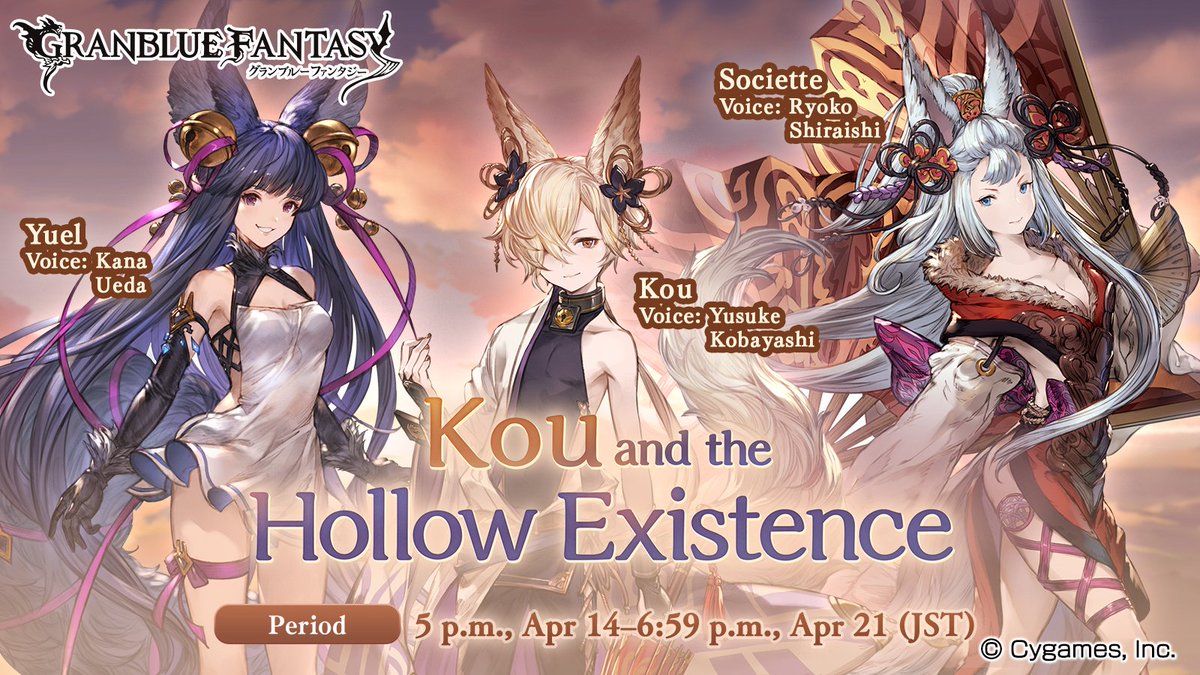 GRANBLUE FANTASY
グランブルーファンタジー
Societte
Voice: Ryoko
Shiraishi
Yuel
Voice: Kana
Ueda
Kou
Voice: Yusuke
Kobayashi
Kou and the
Hollow Existence
Period
5 p.m., Apr 14–6:59 p.m., Apr 21 (JST)
© Cygames, Inc.